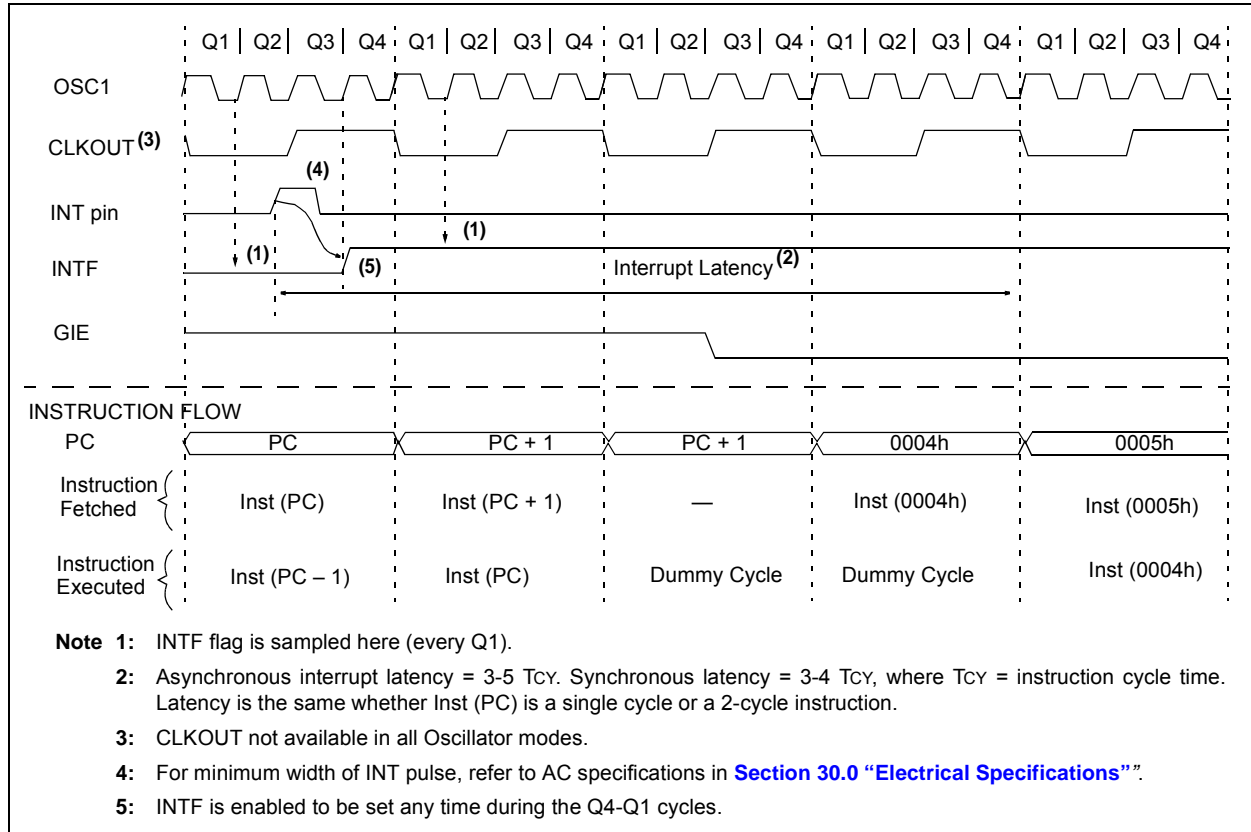 Q1 Q2 Q3 Q4 Q1 Q2 Q3 Q4 Q1 Q2 Q3 Q4 Q1 Q2 Q3 Q4 Q1 Q2 Q3 Q4
OSC1
CLKOUT (3)
(4)
INT pin
(1)
(1)
INTF
(5)
Interrupt Latency (2)
GIE
INSTRUCTION FLOW
PC PC PC + 1 PC + 1 0004h 0005h
Instruction
Fetched
Inst (PC) Inst (PC + 1) — Inst (0004h) Inst (0005h)
Instruction
Executed
Inst (PC – 1) Inst (PC) Dummy Cycle Dummy Cycle Inst (0004h)
Note 1: INTF flag is sampled here (every Q1).
2: Asynchronous interrupt latency = 3-5 TCY. Synchronous latency = 3-4 TCY, where TCY = instruction cycle time.
Latency is the same whether Inst (PC) is a single cycle or a 2-cycle instruction.
3: CLKOUT not available in all Oscillator modes.
4: For minimum width of INT pulse, refer to AC specifications in Section 30.0 “Electrical Specifications””.
5: INTF is enabled to be set any time during the Q4-Q1 cycles.